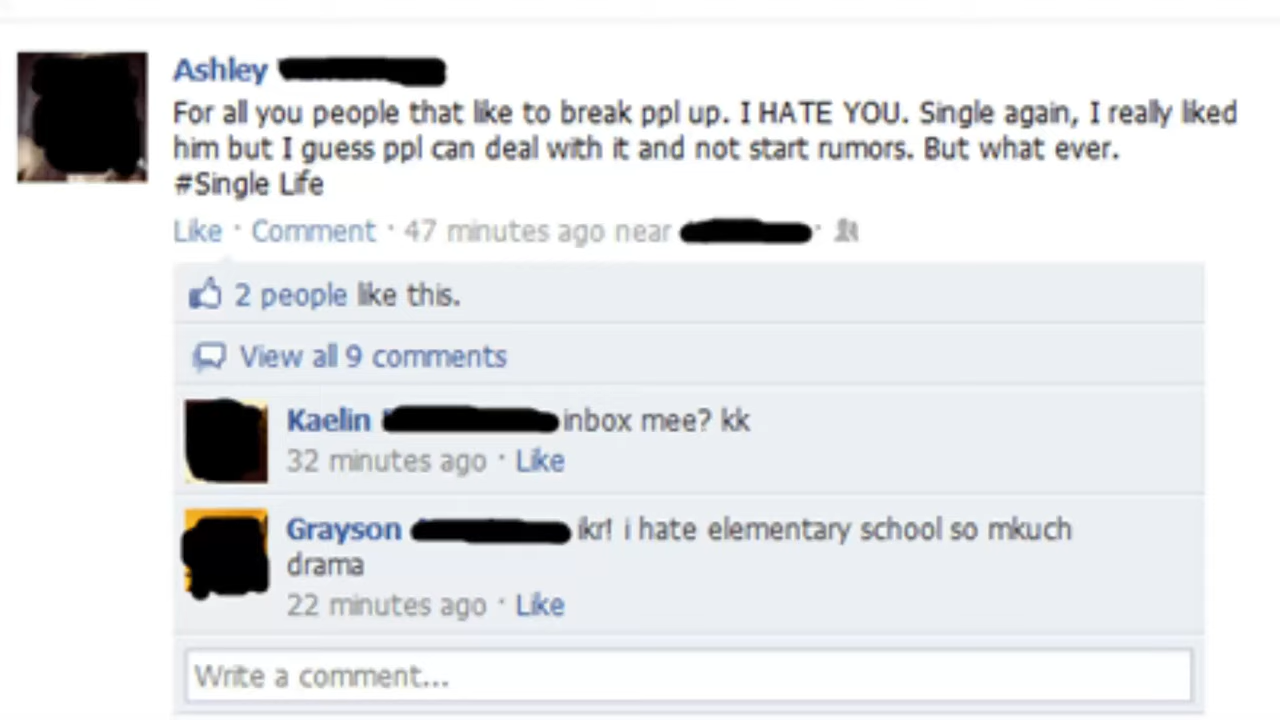 Ashley
For all you people that like to break ppl up. I HATE YOU. Single again, I really liked
him but I guess ppl can deal with it and not start rumors. But what ever.
#Single Life
Like · Comment · 47 minutes ago near ·
2 people like this.
View all 9 comments
Kaelin inbox mee? kk
32 minutes ago · Like
Grayson ikr! i hate elementary school so mkuch
drama
22 minutes ago · Like
Write a comment...